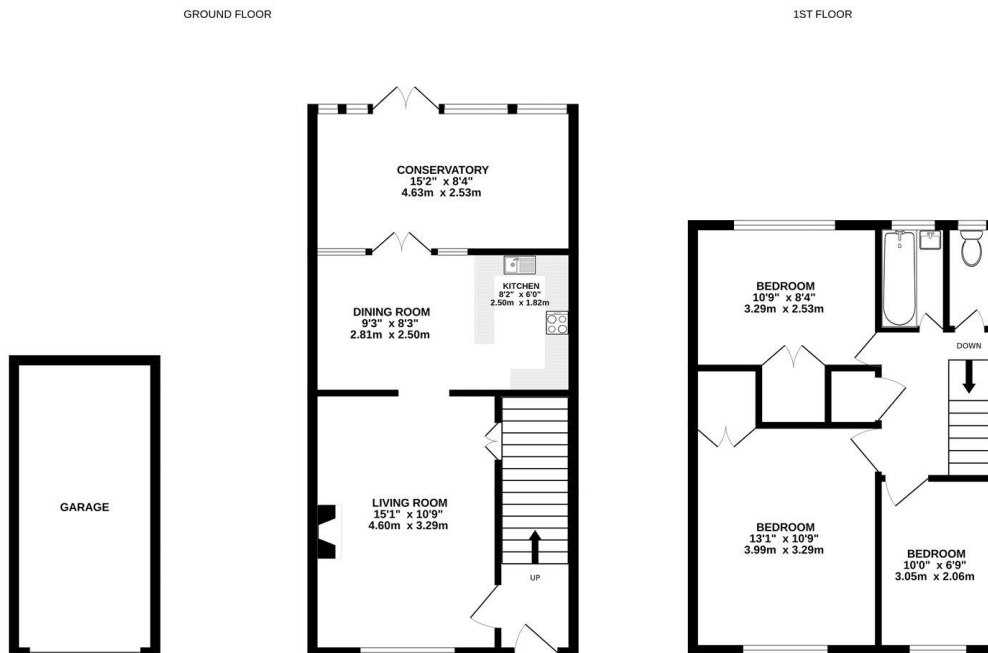 GROUND FLOOR
1ST FLOOR
CONSERVATORY
15'2" x 8'4"
4.63m x 2.53m
KITCHEN
8'2" x 6'0"
2.50m x 1.82m
DINING ROOM
9'3" x 8'3"
2.81m x 2.50m
LIVING ROOM
15'1" x 10'9"
4.60m x 3.29m
UP
GARAGE
BEDROOM
10'9" x 8'4"
3.29m x 2.53m
DOWN
BEDROOM
13'1" x 10'9"
3.99m x 3.29m
BEDROOM
10'0" x 6'9"
3.05m x 2.06m